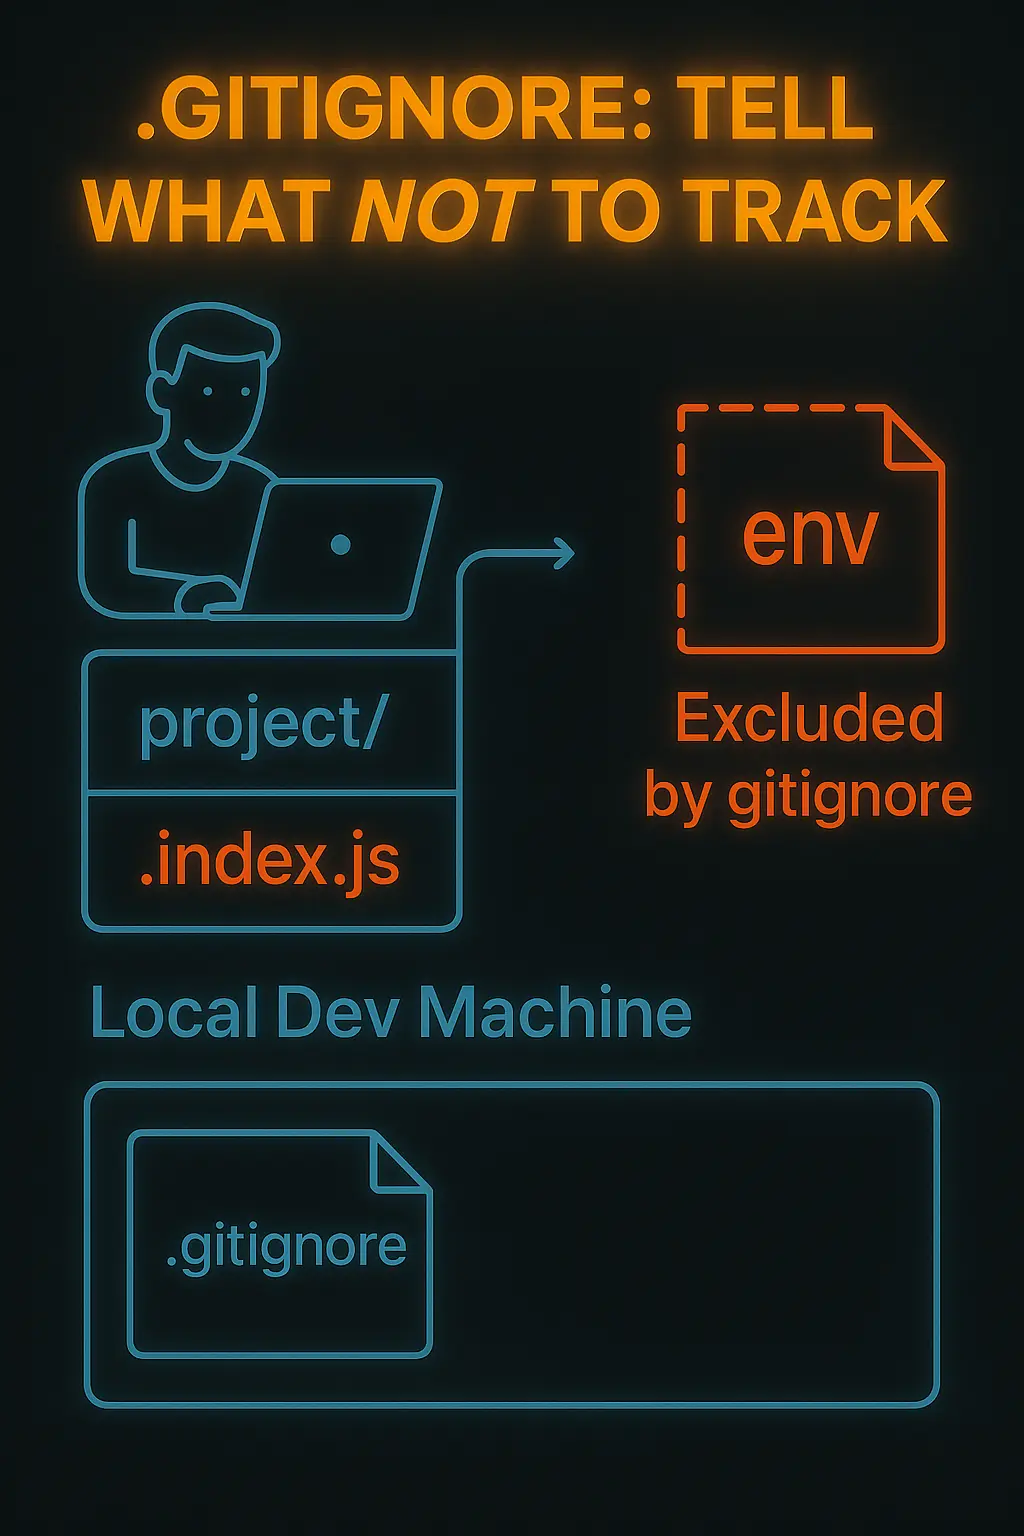 .GITIGNORE: TELL
WHAT NOT TO TRACK
env
project/
Excluded
by gitignore
.index.js
Local Dev Machine
.gitignore